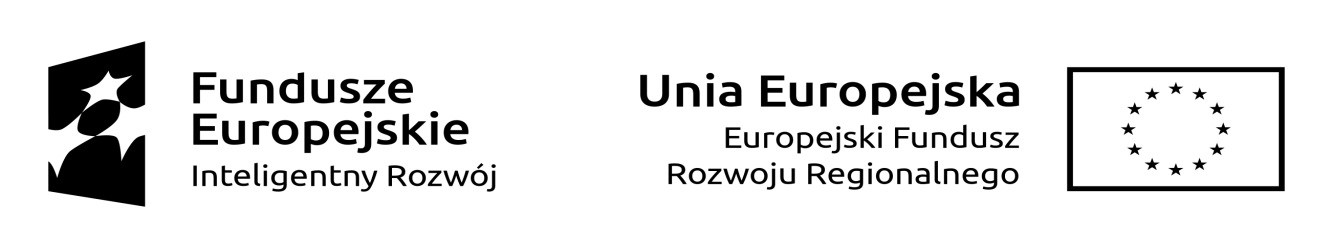 Fundusze
Europejskie
Inteligentny Rozwój
Unia Europejska
Europejski Fundusz
Rozwoju Regionalnego